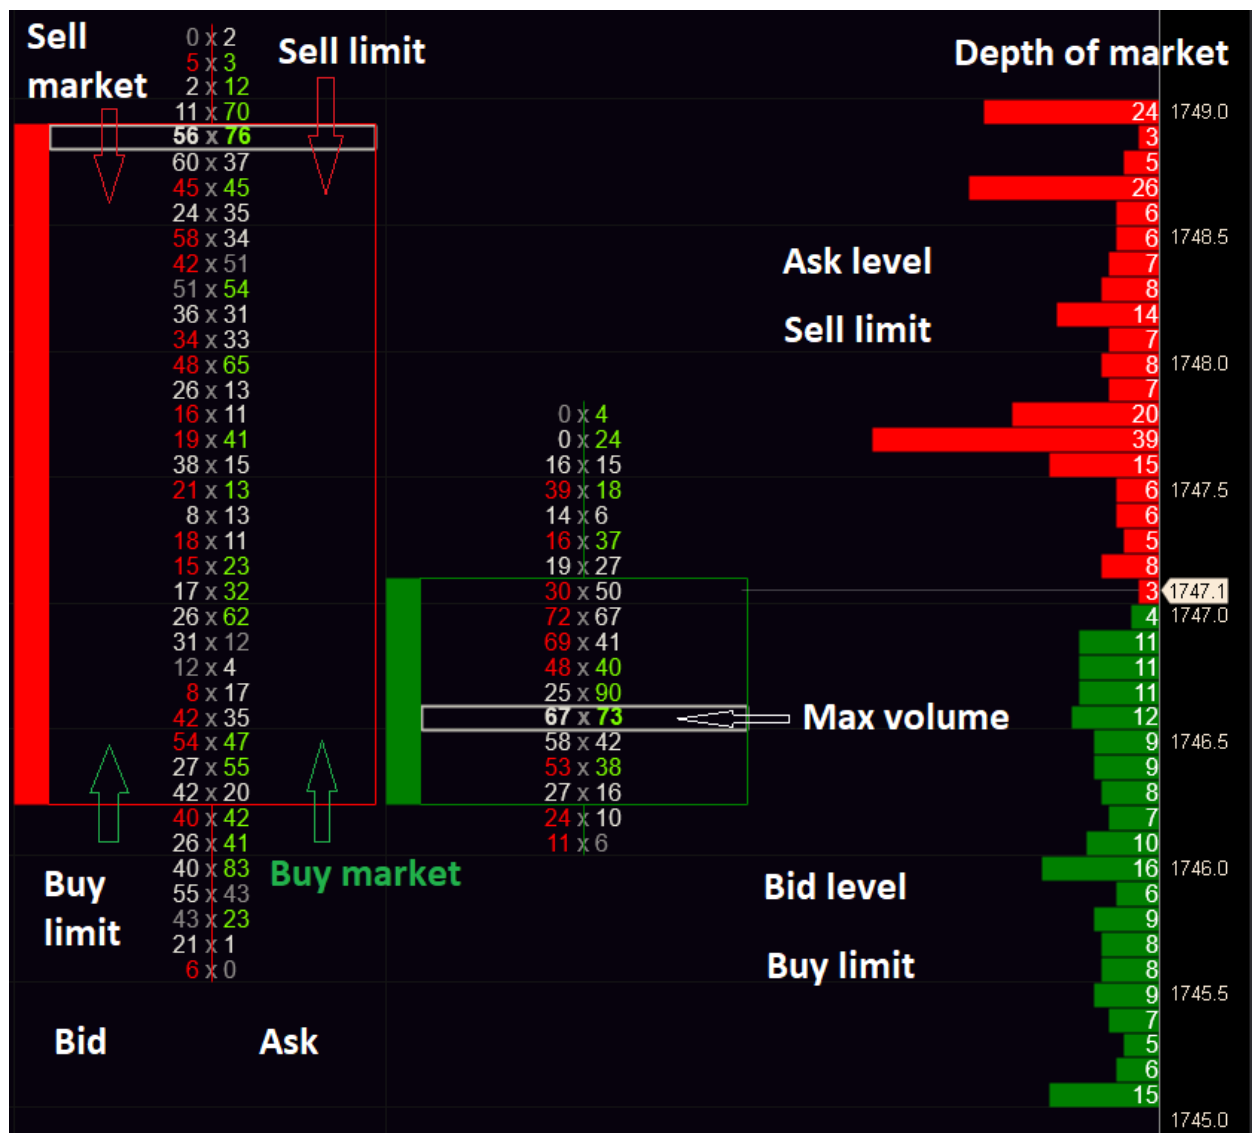 Sell
market
Sell limit
Depth of market
0 x 2
5 x 3
2 x 12
11 x 70
56 x 76
60 x 37
45 x 45
24 x 35
58 x 34
42 x 51
51 x 54
36 x 31
34 x 33
48 x 65
26 x 13
16 x 11
19 x 41
38 x 15
21 x 13
8 x 13
18 x 11
15 x 23
17 x 32
26 x 62
31 x 12
12 x 4
8 x 17
42 x 35
54 x 47
27 x 55
42 x 20
40 x 42
26 x 41
40 x 83
55 x 43
43 x 23
21 x 1
6 x 0
Buy
limit
Buy market
Bid
Ask
0 x 4
0 x 24
16 x 15
39 x 18
14 x 6
16 x 37
19 x 27
30 x 50
72 x 67
69 x 41
48 x 40
25 x 90
67 x 73
58 x 42
53 x 38
27 x 16
24 x 10
11 x 6
Ask level
Sell limit
Max volume
Bid level
Buy limit
24 1749.0
3
5
26
6
6 1748.5
7
8
14
7
8 1748.0
7
20
39
15
6 1747.5
6
5
8
3 1747.1
4 1747.0
11
11
11
12
9 1746.5
9
8
7
10
16 1746.0
6
9
8
8
9 1745.5
7
5
6
15
1745.0